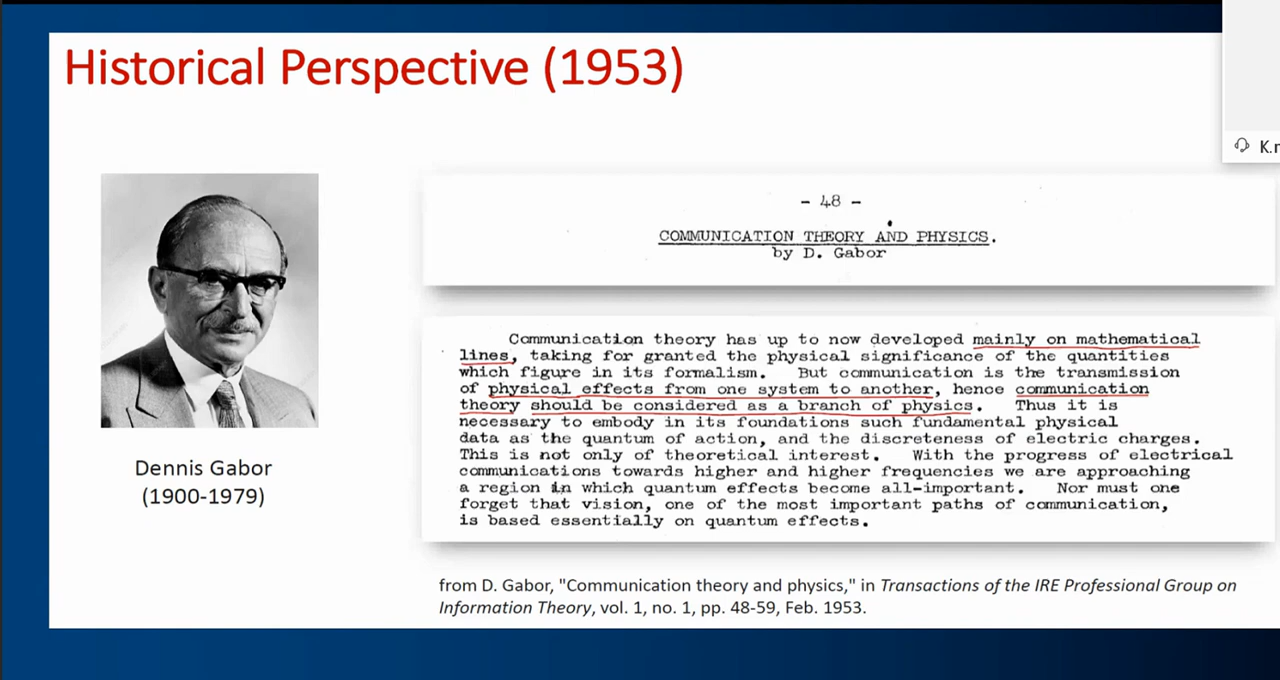 Historical Perspective (1953)
K.
- 48 -
COMMUNICATION THEORY AND PHYSICS.
by D. Gabor
Communication theory has up to now developed mainly on mathematical
lines, taking for granted the physical significance of the quantities
which figure in its formalism. But communication is the transmission
of physical effects from one system to another, hence communication
theory should be considered as a branch of physics. Thus it is
necessary to embody in its foundations such fundamental physical
data as the quantum of action, and the discreteness of electric charges.
This is not only of theoretical interest. With the progress of electrical
communications towards higher and higher frequencies we are approaching
a region in which quantum effects become all-important. Nor must one
forget that vision, one of the most important paths of communication,
is based essentially on quantum effects.
Dennis Gabor
(1900-1979)
from D. Gabor, "Communication theory and physics," in Transactions of the IRE Professional Group on
Information Theory, vol. 1, no. 1, pp. 48-59, Feb. 1953.